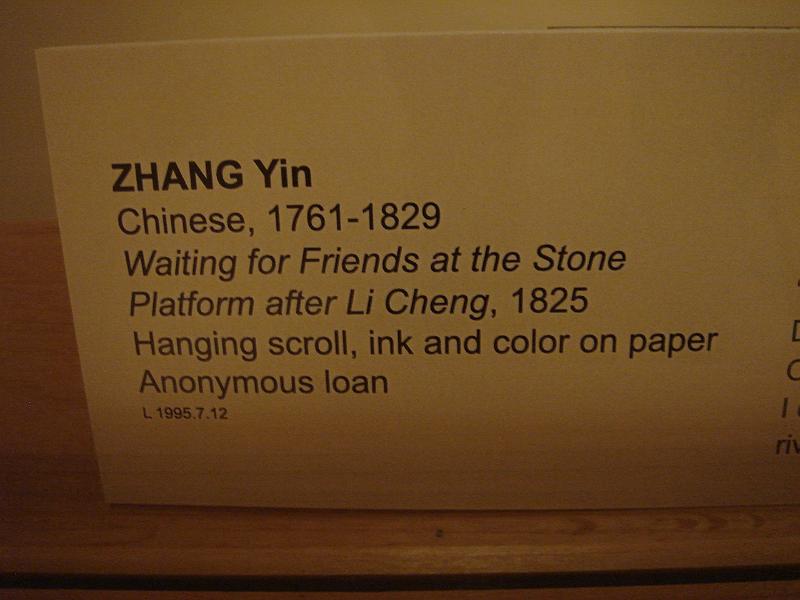 ZHANG Yin
Chinese, 1761-1829
Waiting for Friends at the Stone
Platform after Li Cheng, 1825
Hanging scroll, ink and color on paper
Anonymous loan
L 1995.7.12